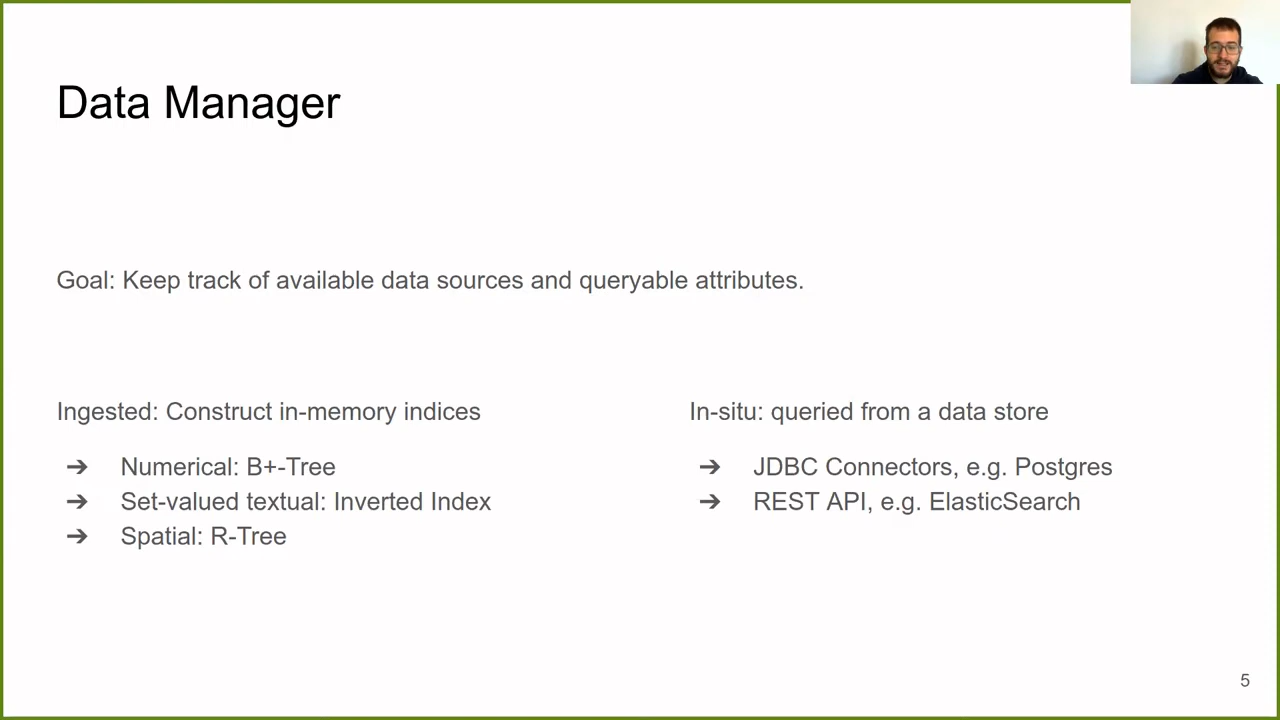 Data Manager
Goal: Keep track of available data sources and queryable attributes.
Ingested: Construct in-memory indices
➔ Numerical: B+-Tree
➔ Set-valued textual: Inverted Index
➔ Spatial: R-Tree
In-situ: queried from a data store
➔ JDBC Connectors, e.g. Postgres
➔ REST API, e.g. ElasticSearch
5